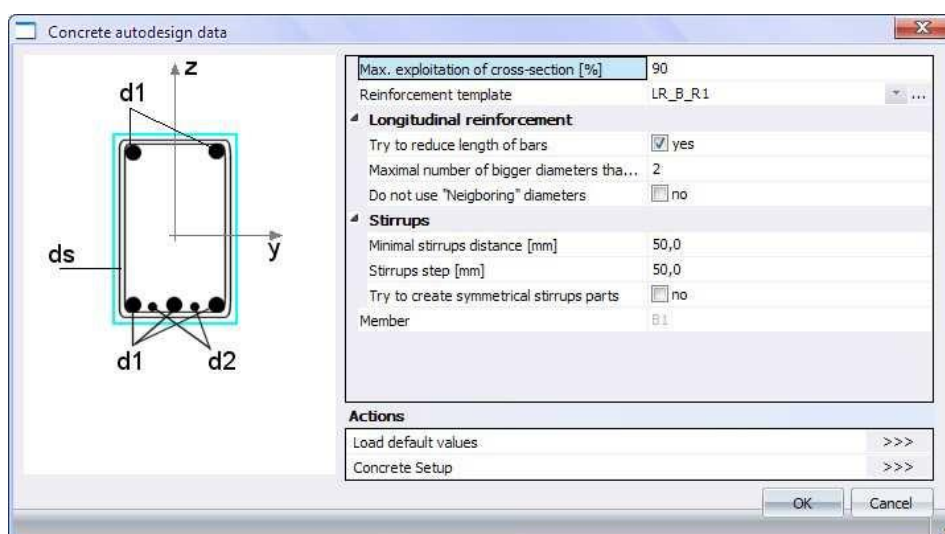 Concrete autodesign data
z
d1
ds
y
d1
d2
Max. exploitation of cross-section [%] 90
Reinforcement template LR_B_R1 ...
Longitudinal reinforcement
Try to reduce length of bars yes
Maximal number of bigger diameters tha... 2
Do not use "Neigboring" diameters no
Stirrups
Minimal stirrups distance [mm] 50,0
Stirrups step [mm] 50,0
Try to create symmetrical stirrups parts no
Member B1
Actions
Load default values >>>
Concrete Setup >>>
OK Cancel